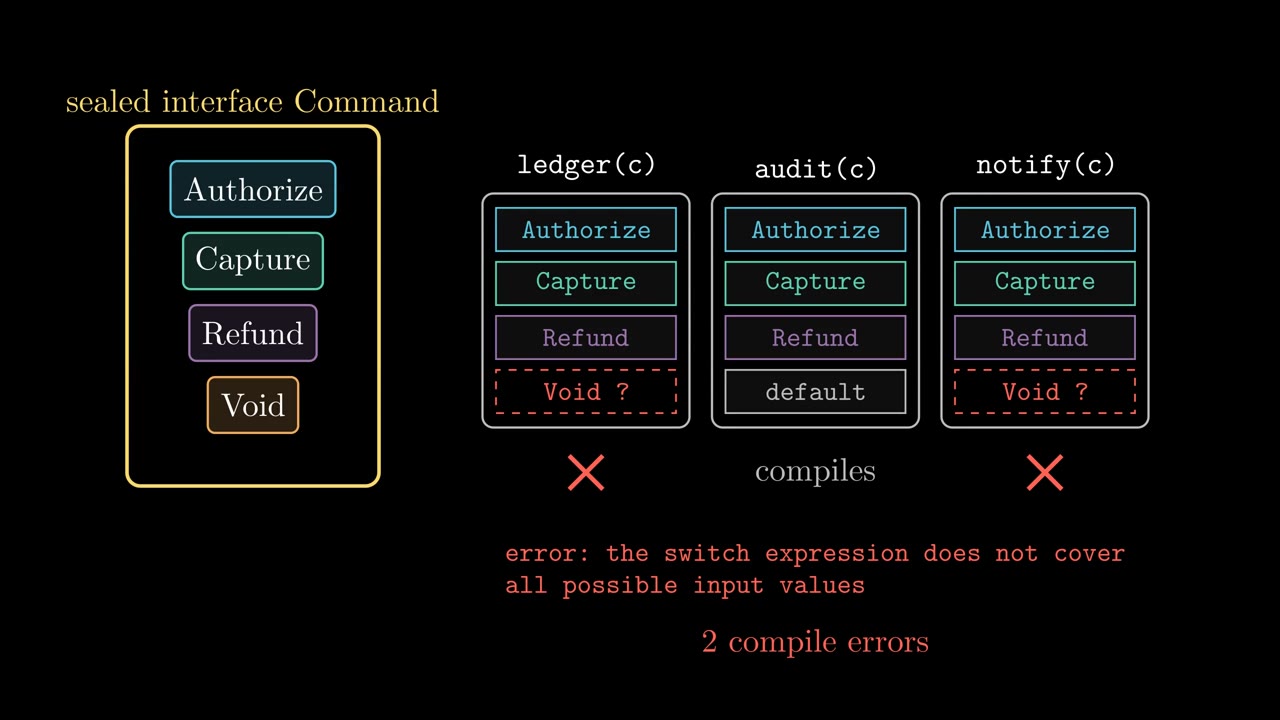 sealed interface Command
Authorize
Capture
Refund
Void
ledger(c)
Authorize
Capture
Refund
Void ?
audit(c)
Authorize
Capture
Refund
default
compiles
notify(c)
Authorize
Capture
Refund
Void ?
error: the switch expression does not cover
all possible input values
2 compile errors